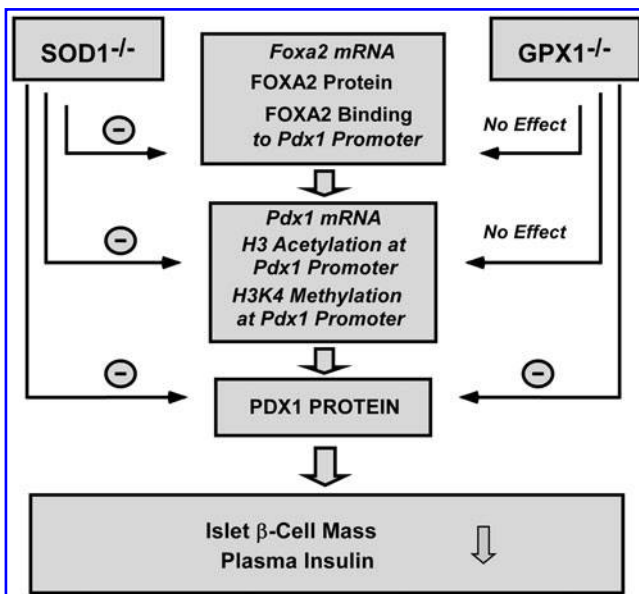 SOD1-/-
GPX1-/-
Foxa2 mRNA
FOXA2 Protein
FOXA2 Binding
to Pdx1 Promoter
No Effect
Pdx1 mRNA
H3 Acetylation at
Pdx1 Promoter
H3K4 Methylation
at Pdx1 Promoter
No Effect
PDX1 PROTEIN
Islet β-Cell Mass
Plasma Insulin